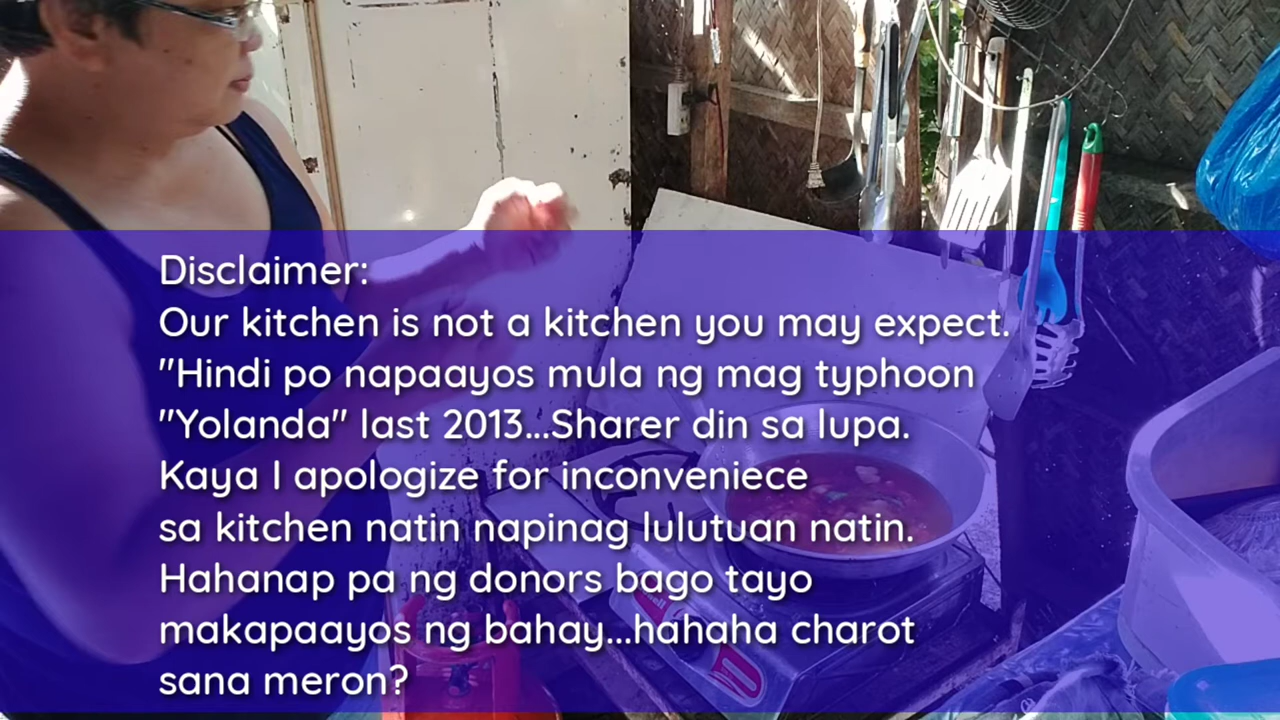 Disclaimer:
Our kitchen is not a kitchen you may expect.
"Hindi po napaayos mula ng mag typhoon
"Yolanda" last 2013...Sharer din sa lupa.
Kaya I apologize for inconveniece
sa kitchen natin napinag lulutuan natin.
Hahanap pa ng donors bago tayo
makapaayos ng bahay...hahaha charot
sana meron?